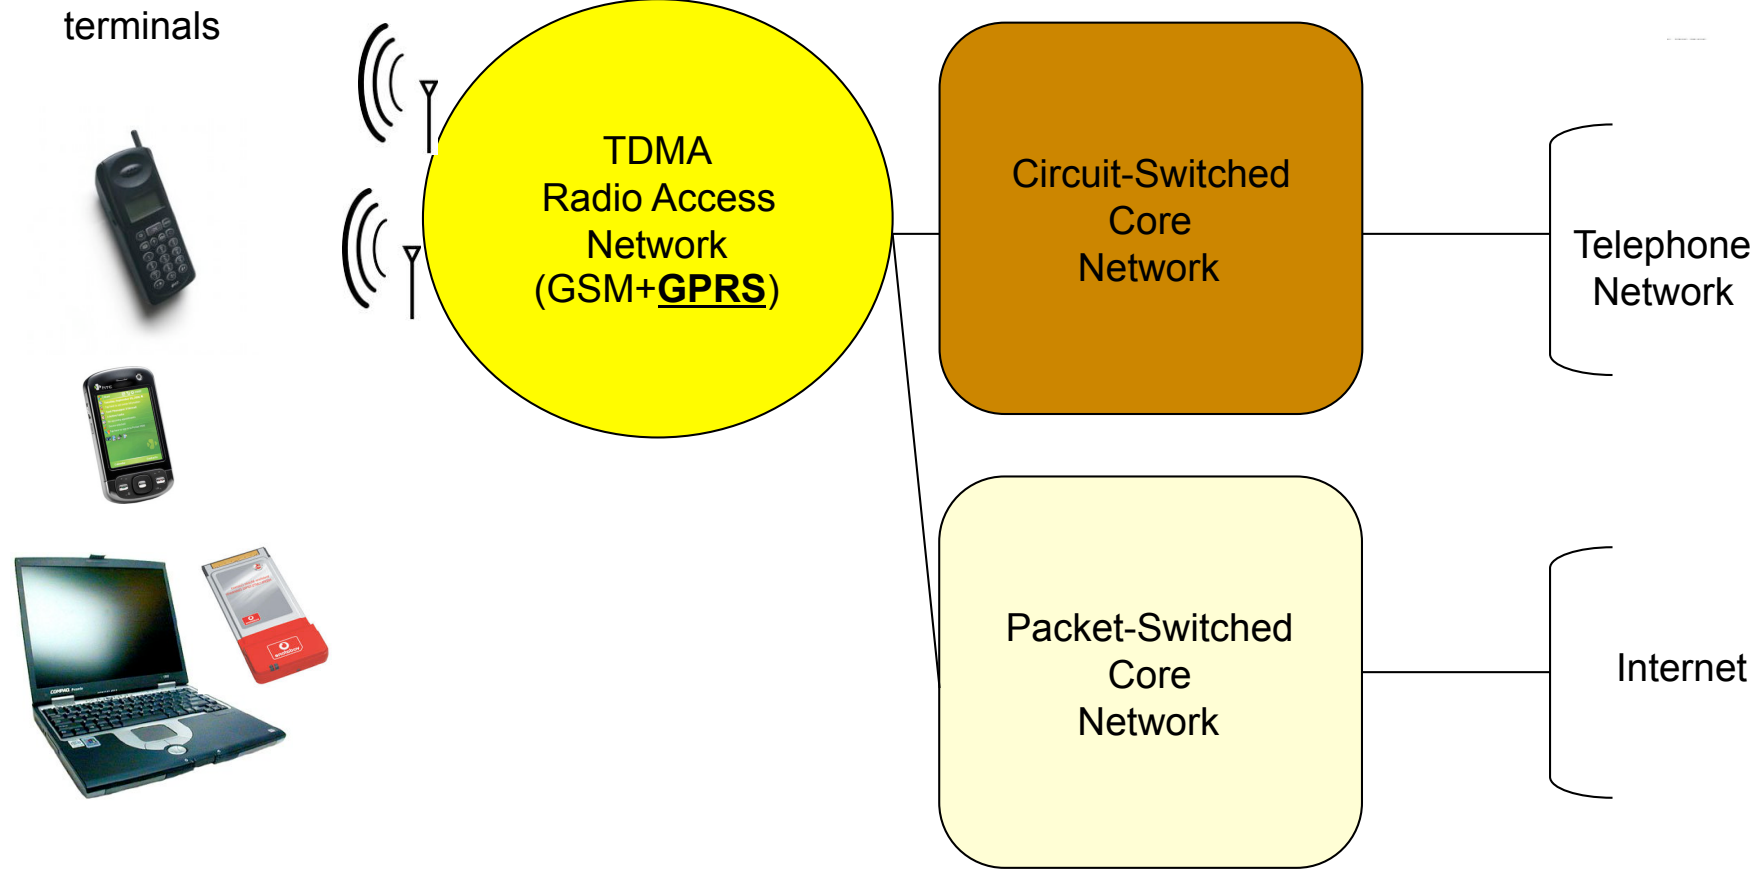 terminals
TDMA
Radio Access
Network
(GSM+GPRS)
Circuit-Switched
Core
Network
Telephone
Network
Packet-Switched
Core
Network
Internet